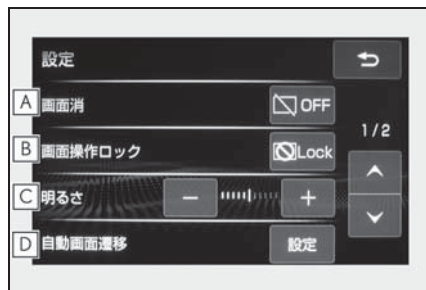 設定
A 画面消 OFF
1/2
B 画面操作ロック Lock
C 明るさ − +
D 自動画面遷移 設定